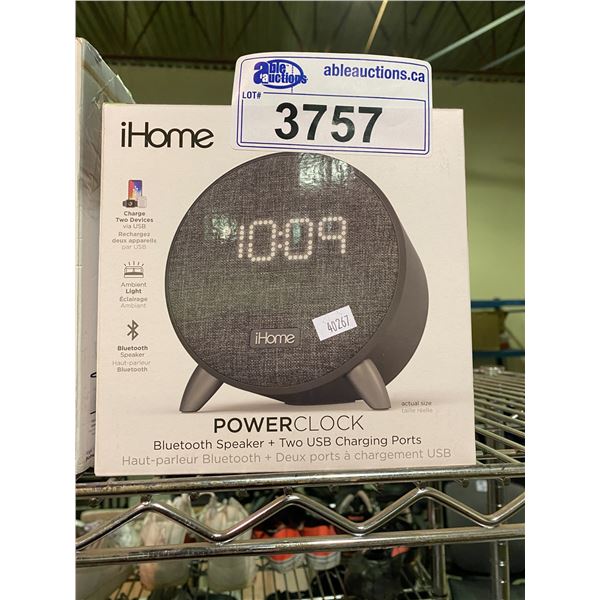 able auctions
ableauctions.ca
LOT#
3757
iHome
Charge
Two Devices
via USB
Rechargez
deux appareils
par USB
Ambient
Light
Éclairage
Ambiant
Bluetooth
Speaker
Haut-parleur
Bluetooth
10:09
iHome
40267
actual size
taille réelle
POWERCLOCK
Bluetooth Speaker + Two USB Charging Ports
Haut-parleur Bluetooth + Deux ports à chargement USB